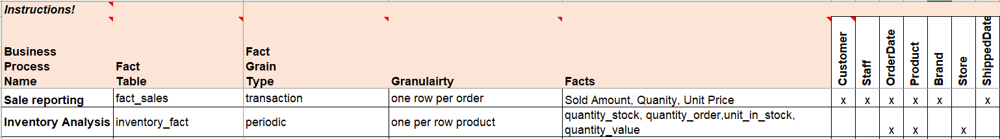 Instructions!
Business Process Name
Fact Table
Fact Grain Type
Granulairty
Facts
Customer
Staff
OrderDate
Product
Brand
Store
ShippedDate
Sale reporting fact_sales transaction one row per order Sold Amount, Quanity, Unit Price x x x x x x
Inventory Analysis inventory_fact periodic one per row product quantity_stock, quantity_order,unit_in_stock,
quantity_value x x x